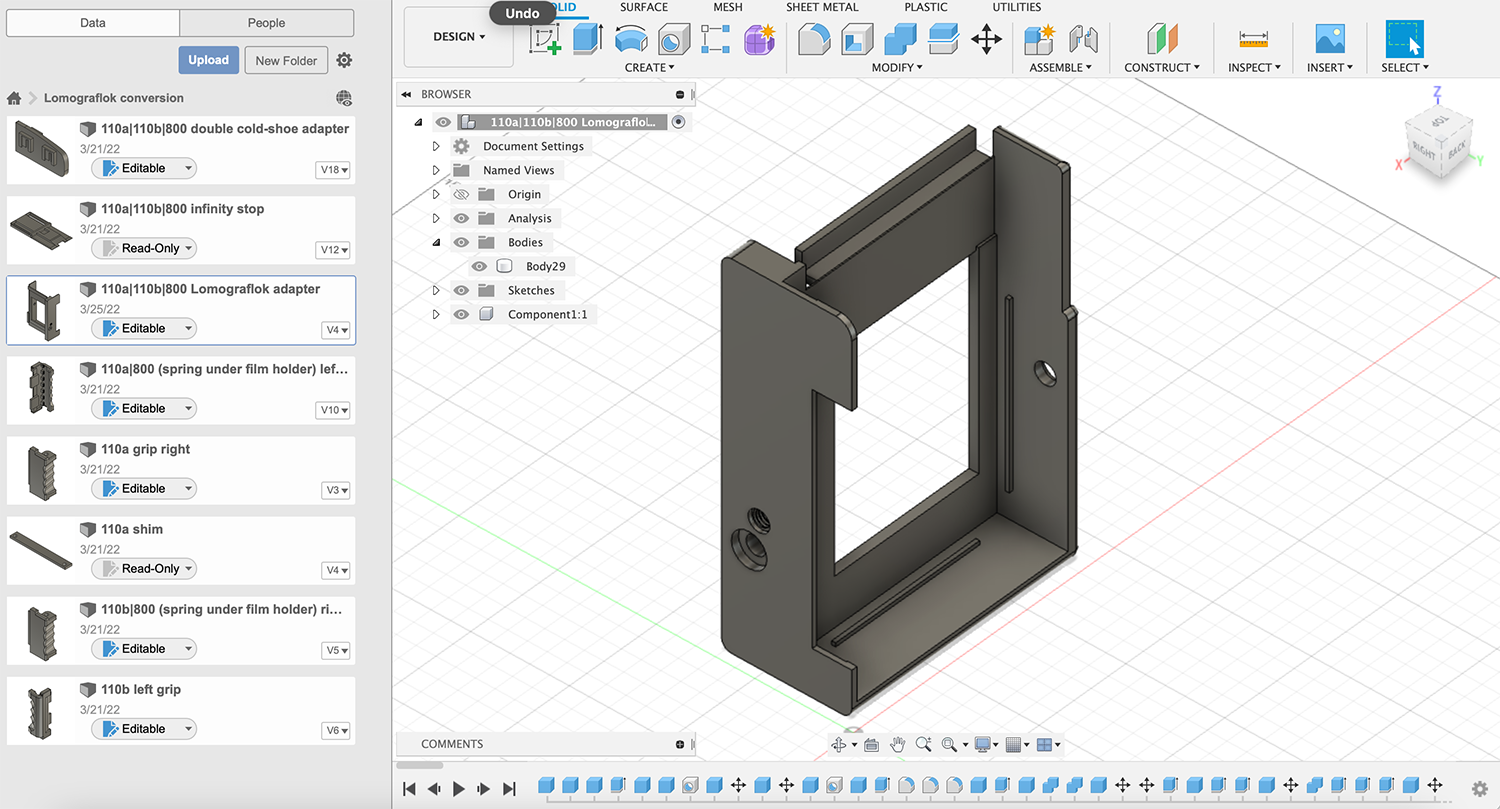 Data
People
Upload
New Folder
Lomograflok conversion
110a|110b|800 double cold-shoe adapter
3/21/22
Editable
V18
110a|110b|800 infinity stop
3/21/22
Read-Only
V12
110a|110b|800 Lomograflok adapter
3/25/22
Editable
V4
110a|800 (spring under film holder) lef...
3/21/22
Editable
V10
110a grip right
3/21/22
Editable
V3
110a shim
3/21/22
Read-Only
V4
110b|800 (spring under film holder) ri...
3/21/22
Editable
V5
110b left grip
3/21/22
Editable
V6
Undo
OLID
SURFACE
MESH
SHEET METAL
PLASTIC
UTILITIES
DESIGN
CREATE
MODIFY
ASSEMBLE
CONSTRUCT
INSPECT
INSERT
SELECT
BROWSER
110a|110b|800 Lomograflo...
Document Settings
Named Views
Origin
Analysis
Bodies
Body29
Sketches
Component1:1
Z
TOP
RIGHT
BACK
X
Y
COMMENTS